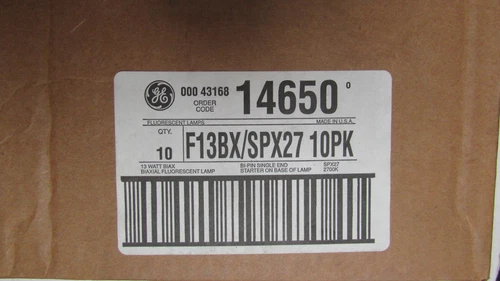 GE 000 43168 ORDER CODE 14650 0
FLUORESCENT LAMPS MADE IN U.S.A.
QTY. 10 F13BX/SPX27 10PK
13 WATT BIAX BI-PIN SINGLE END SPX27
BIAXIAL FLUORESCENT LAMP STARTER ON BASE OF LAMP 2700K